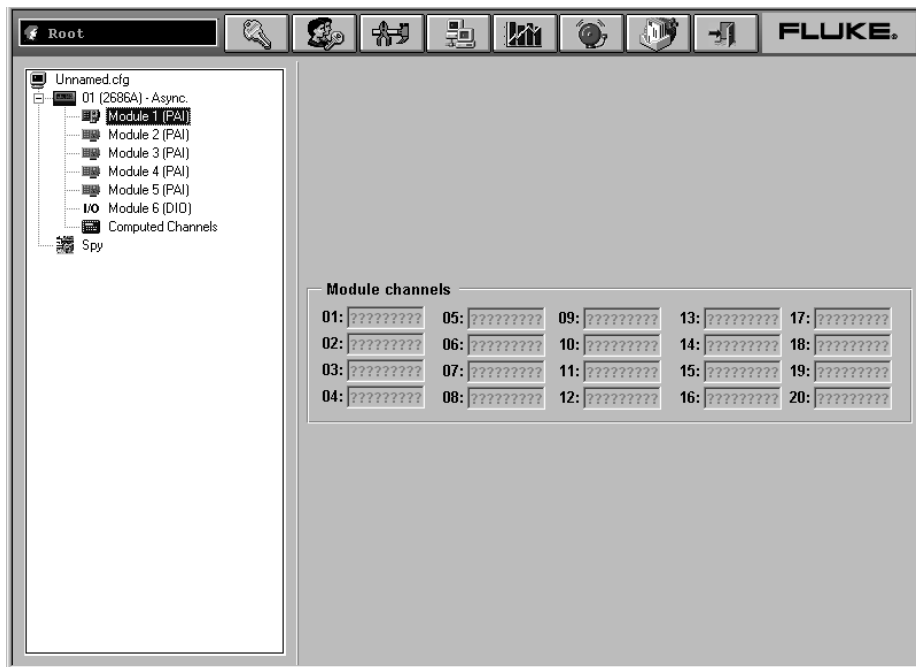 Root
FLUKE®
Unnamed.cfg
01 (2686A) - Async.
Module 1 (PAI)
Module 2 (PAI)
Module 3 (PAI)
Module 4 (PAI)
Module 5 (PAI)
I/O Module 6 (DIO)
Computed Channels
Spy
Module channels
01: ????????? 05: ????????? 09: ????????? 13: ????????? 17: ?????????
02: ????????? 06: ????????? 10: ????????? 14: ????????? 18: ?????????
03: ????????? 07: ????????? 11: ????????? 15: ????????? 19: ?????????
04: ????????? 08: ????????? 12: ????????? 16: ????????? 20: ?????????